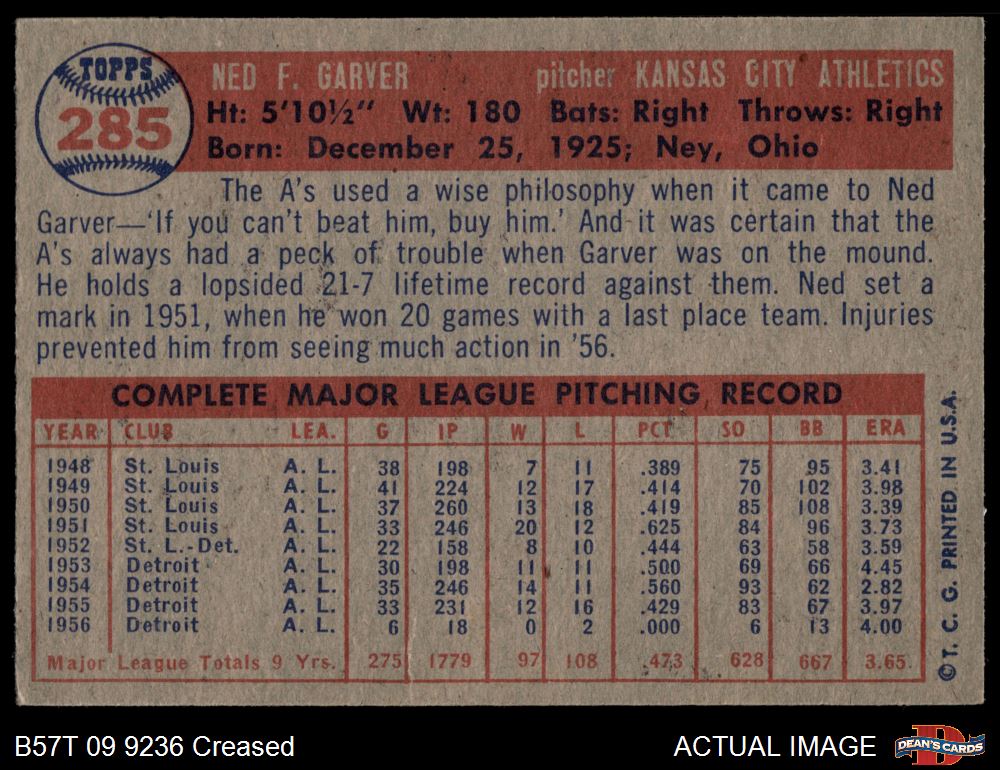 TOPPS
285
NED F. GARVER pitcher KANSAS CITY ATHLETICS
Ht: 5'10½" Wt: 180 Bats: Right Throws: Right
Born: December 25, 1925; Ney, Ohio
The A's used a wise philosophy when it came to Ned
Garver—'If you can't beat him, buy him.' And it was certain that the
A's always had a peck of trouble when Garver was on the mound.
He holds a lopsided 21-7 lifetime record against them. Ned set a
mark in 1951, when he won 20 games with a last place team. Injuries
prevented him from seeing much action in '56.
COMPLETE MAJOR LEAGUE PITCHING RECORD
YEAR CLUB LEA. G IP W L PCT SO BB ERA
1948 St. Louis A. L. 38 198 7 11 .389 75 95 3.41
1949 St. Louis A. L. 41 224 12 17 .414 70 102 3.98
1950 St. Louis A. L. 37 260 13 18 .419 85 108 3.39
1951 St. Louis A. L. 33 246 20 12 .625 84 96 3.73
1952 St. L.-Det. A. L. 22 158 8 10 .444 63 58 3.59
1953 Detroit A. L. 30 198 11 11 .500 69 66 4.45
1954 Detroit A. L. 35 246 14 11 .560 93 62 2.82
1955 Detroit A. L. 33 231 12 16 .429 83 67 3.97
1956 Detroit A. L. 6 18 0 2 .000 6 13 4.00
Major League Totals 9 Yrs. 275 1779 97 108 .473 628 667 3.65
©T. C. G. PRINTED IN U.S.A.
B57T 09 9236 Creased
ACTUAL IMAGE
DEAN'S CARDS